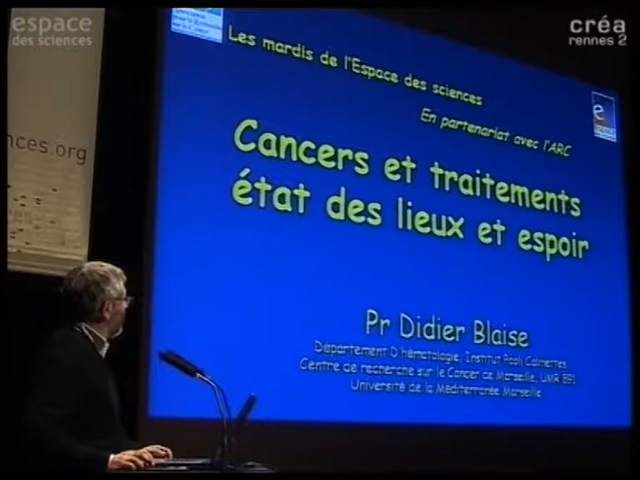 espace
des sciences
créa
rennes 2
Les mardis de l'Espace des sciences
En partenariat avec l'ARC
nces.org
Cancers et traitements
état des lieux et espoir
Pr Didier Blaise
Département D'hématologie, Institut Paoli Calmettes
Centre de recherche sur le Cancer de Marseille, UMR 891
Université de la Méditerranée Marseille